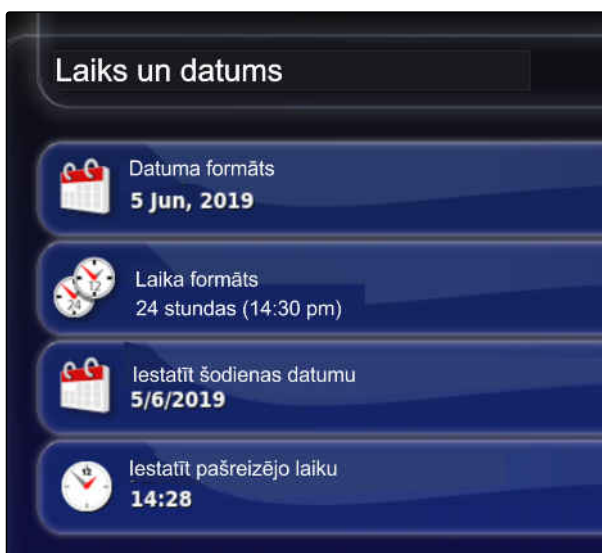 Laiks un datums
Datuma formāts
5 Jun, 2019
Laika formāts
24 stundas (14:30 pm)
Iestatīt šodienas datumu
5/6/2019
Iestatīt pašreizējo laiku
14:28